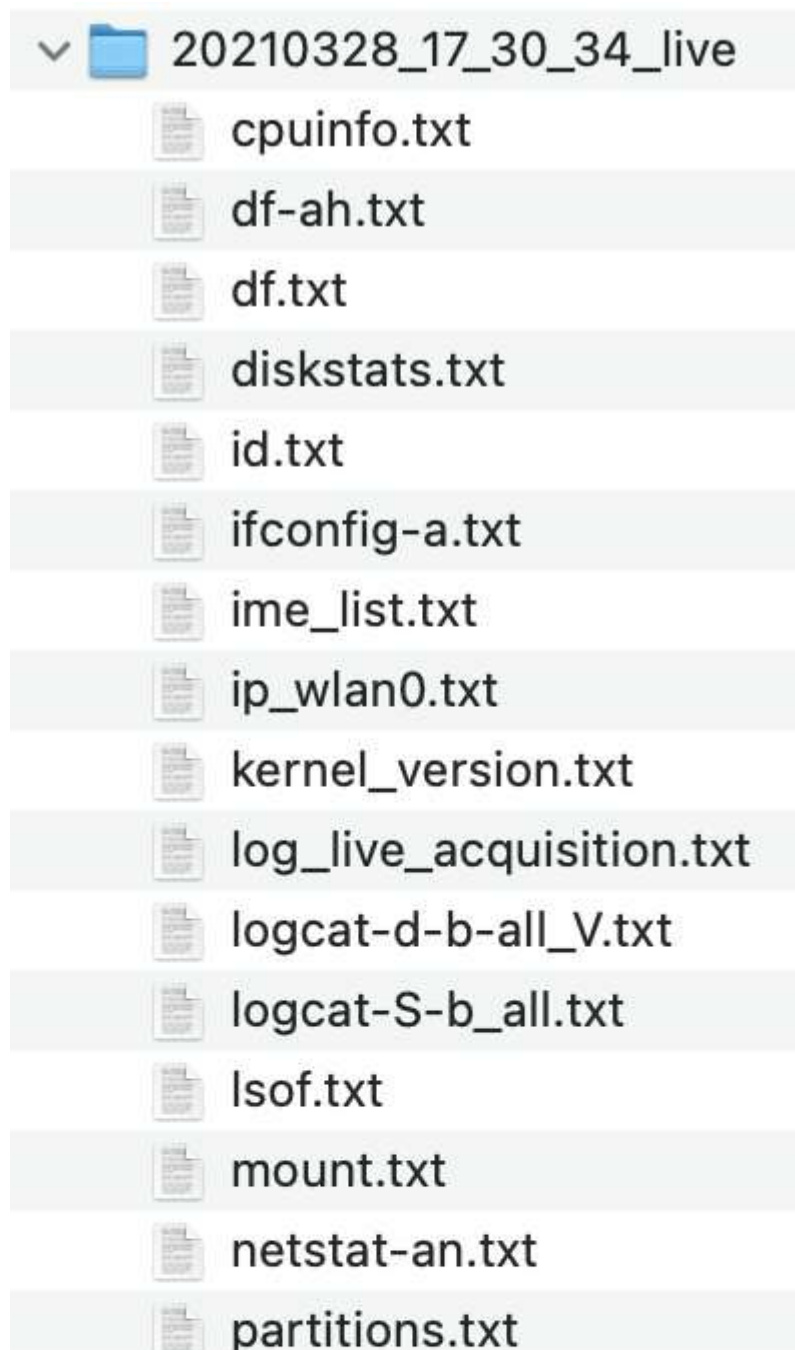 20210328_17_30_34_live
cpuinfo.txt
df-ah.txt
df.txt
diskstats.txt
id.txt
ifconfig-a.txt
ime_list.txt
ip_wlan0.txt
kernel_version.txt
log_live_acquisition.txt
logcat-d-b-all_V.txt
logcat-S-b_all.txt
lsof.txt
mount.txt
netstat-an.txt
partitions.txt